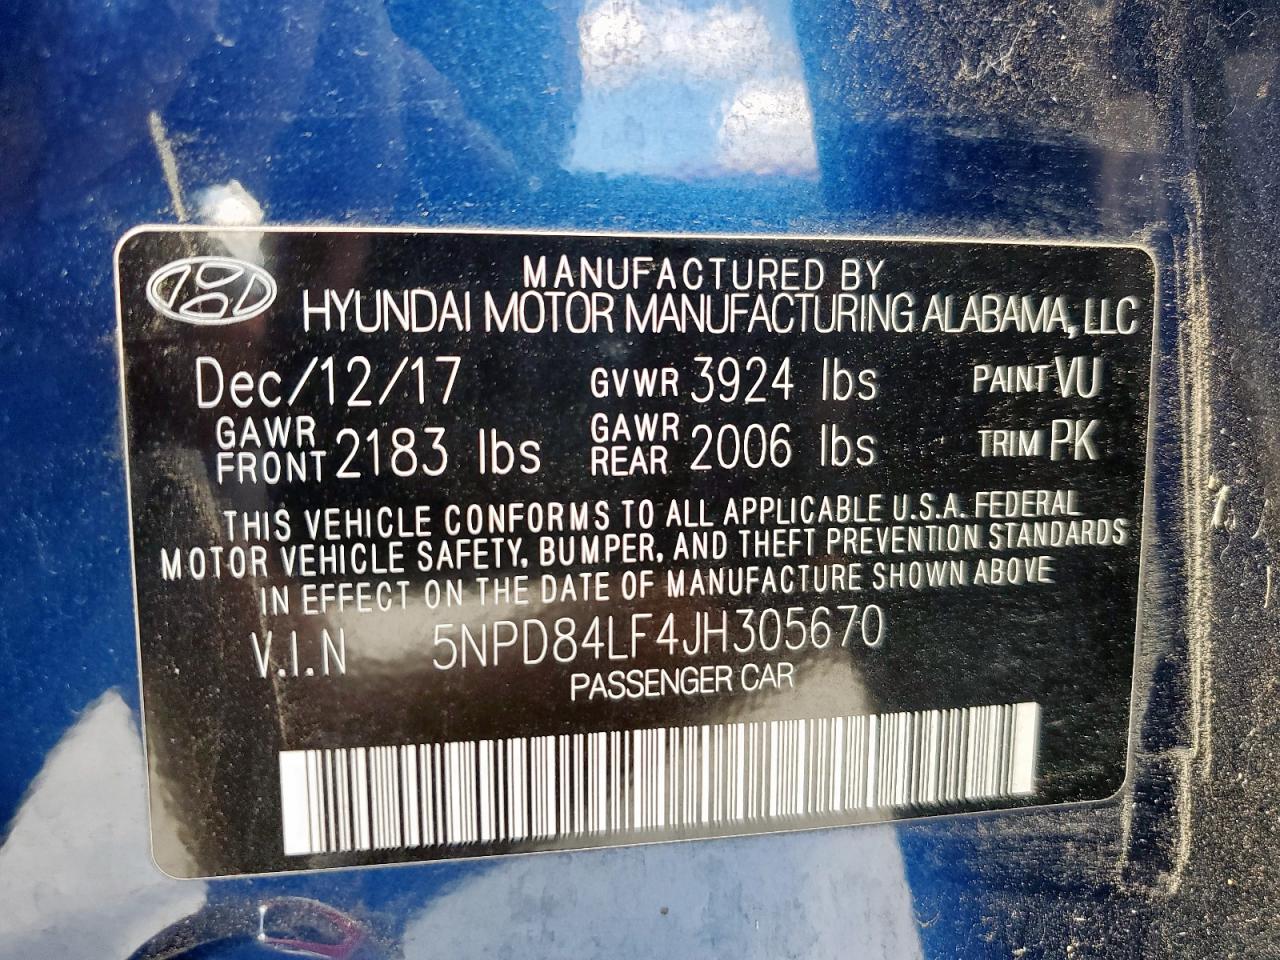 MANUFACTURED BY
HYUNDAI MOTOR MANUFACTURING ALABAMA, LLC
Dec/12/17 GVWR 3924 lbs PAINT VU
GAWR FRONT 2183 lbs GAWR REAR 2006 lbs TRIM PK
THIS VEHICLE CONFORMS TO ALL APPLICABLE U.S.A. FEDERAL
MOTOR VEHICLE SAFETY, BUMPER, AND THEFT PREVENTION STANDARDS
IN EFFECT ON THE DATE OF MANUFACTURE SHOWN ABOVE
V.I.N 5NPD84LF4JH305670
PASSENGER CAR